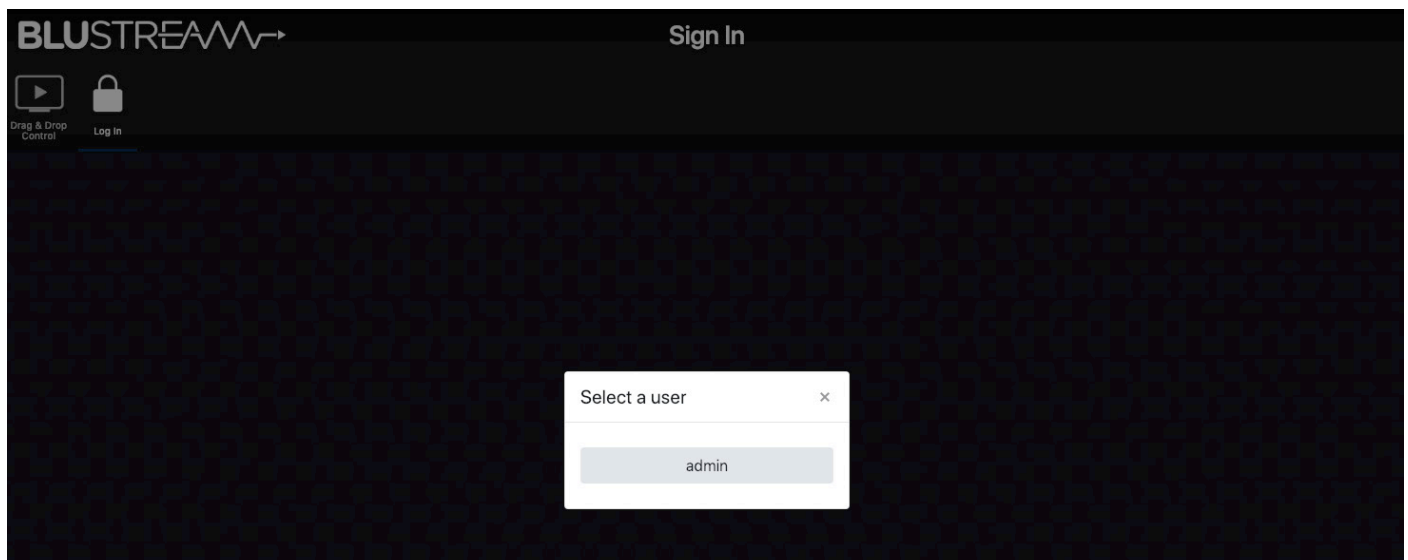 BLUSTREAM
Sign In
Drag & Drop
Control
Log In
Select a user
×
admin